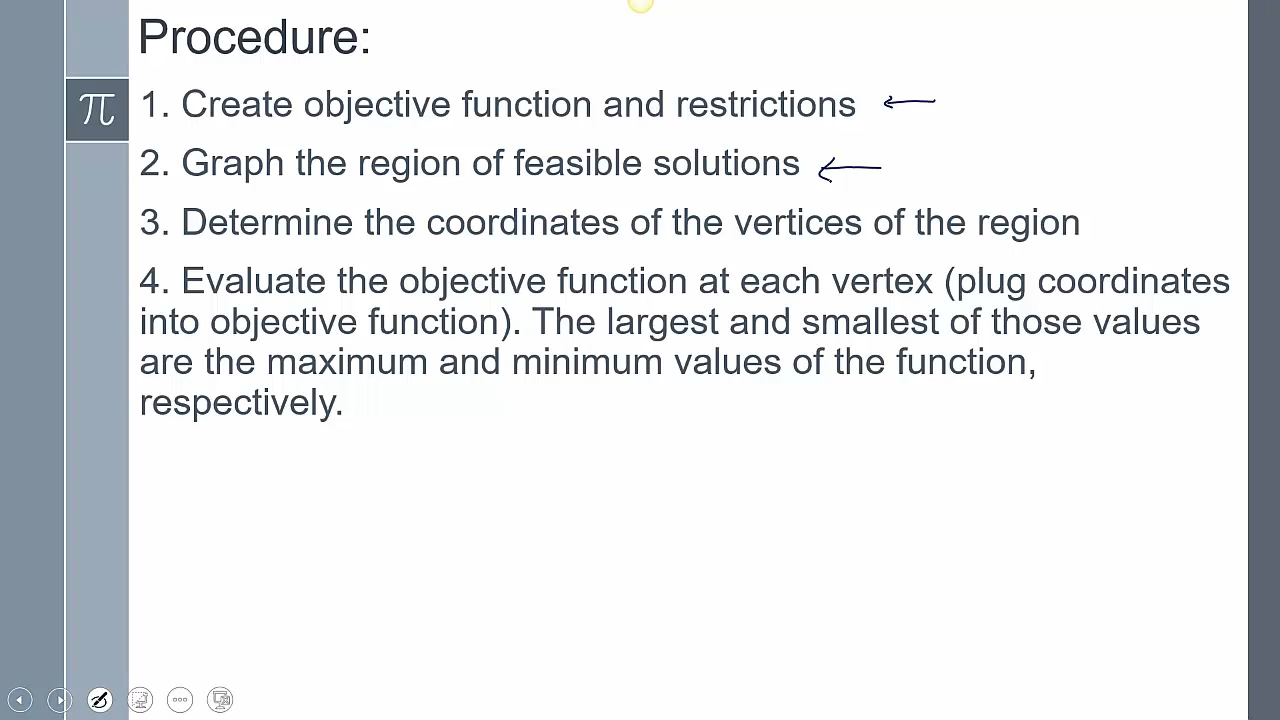 Procedure:
π
1. Create objective function and restrictions
2. Graph the region of feasible solutions
3. Determine the coordinates of the vertices of the region
4. Evaluate the objective function at each vertex (plug coordinates
into objective function). The largest and smallest of those values
are the maximum and minimum values of the function,
respectively.